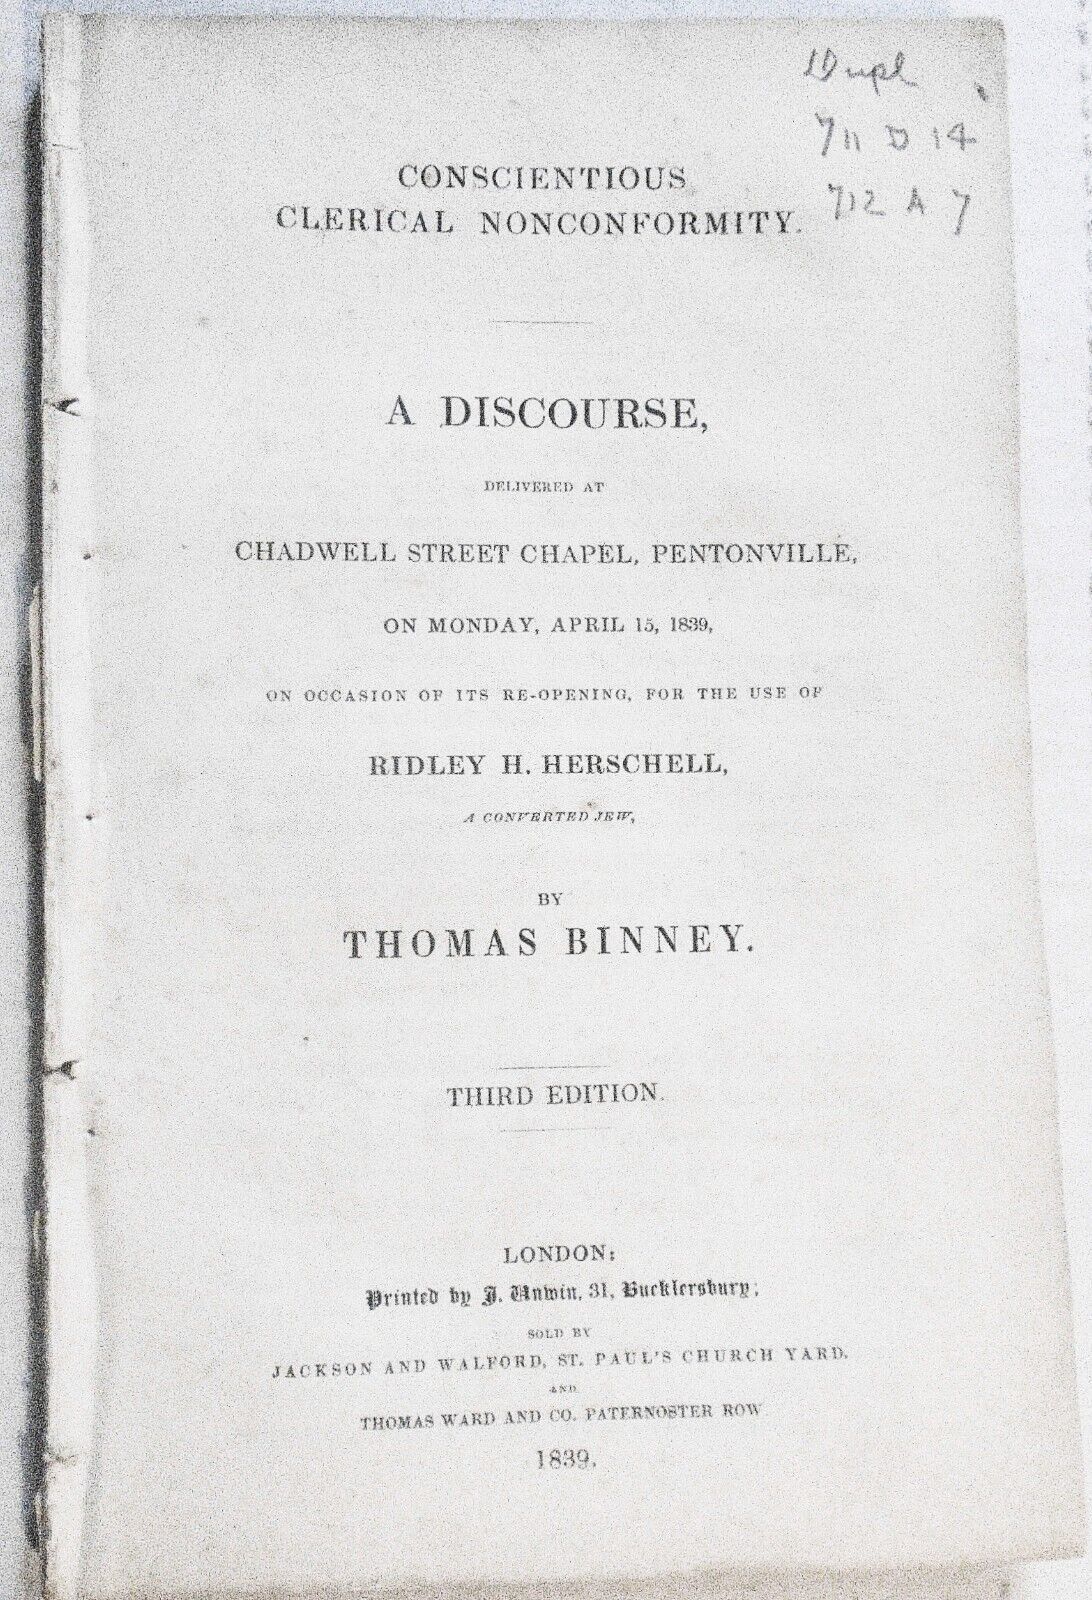 Dupl
711 D 14
712 A 7
CONSCIENTIOUS
CLERICAL NONCONFORMITY.
A DISCOURSE,
DELIVERED AT
CHADWELL STREET CHAPEL, PENTONVILLE,
ON MONDAY, APRIL 15, 1839,
ON OCCASION OF ITS RE-OPENING, FOR THE USE OF
RIDLEY H. HERSCHELL,
A CONVERTED JEW,
BY
THOMAS BINNEY.
THIRD EDITION.
LONDON:
Printed by J. Unwin, 31, Bucklersbury;
SOLD BY
JACKSON AND WALFORD, ST. PAUL'S CHURCH YARD,
AND
THOMAS WARD AND CO. PATERNOSTER ROW
1839.